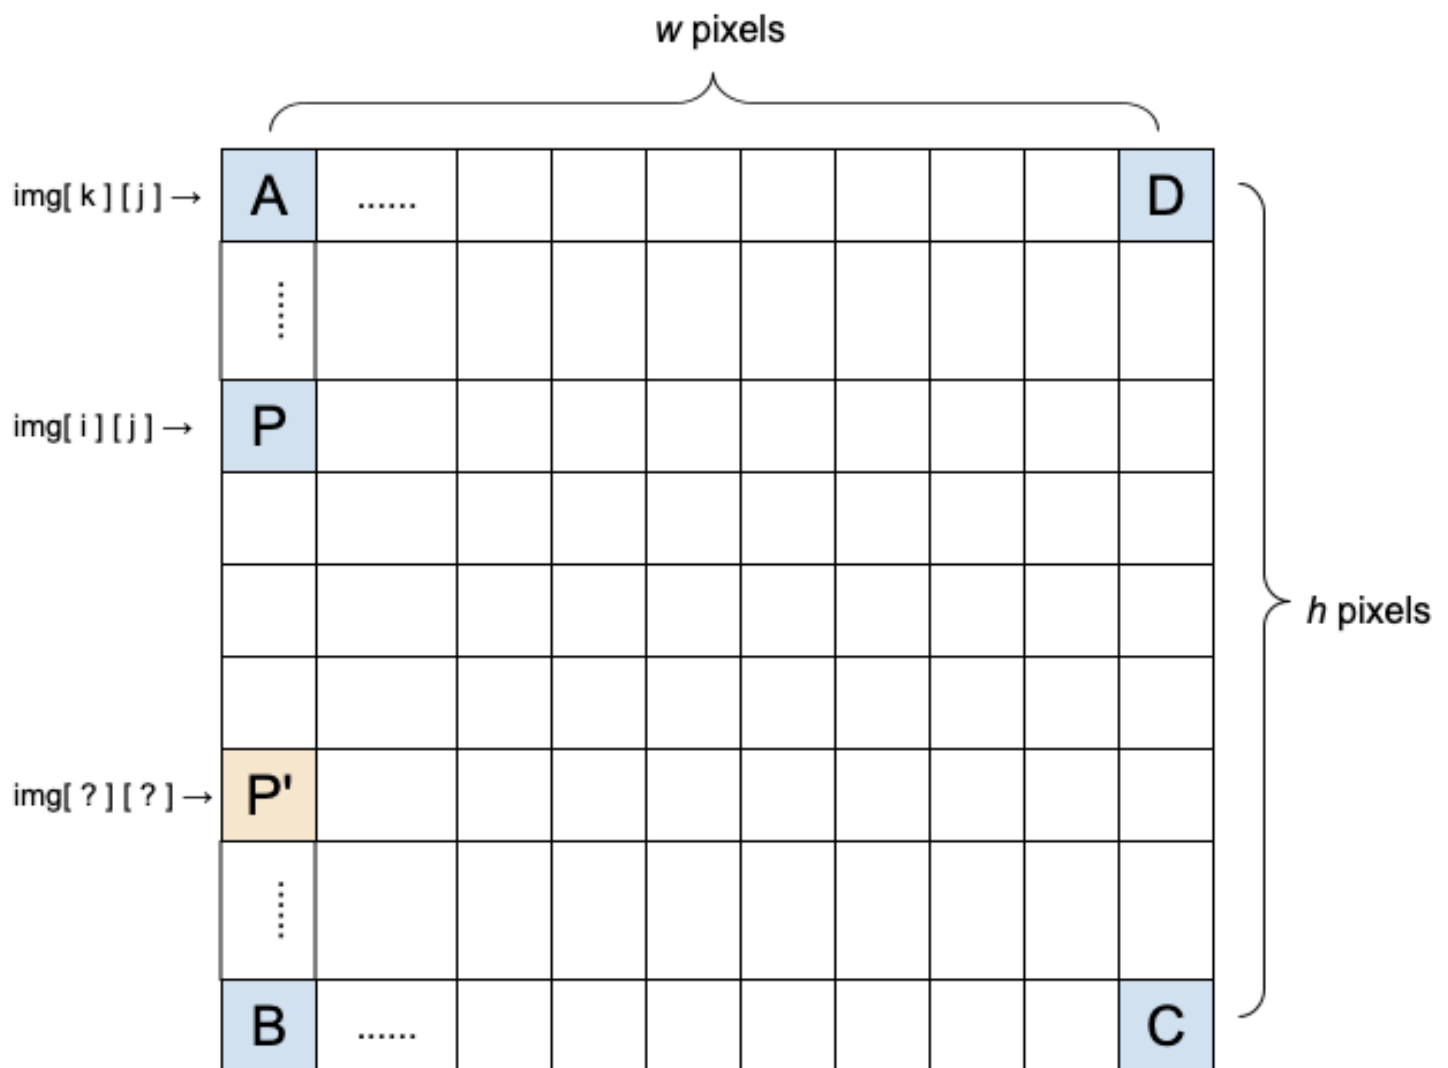 w pixels
img[ k ] [ j ] → A ...... D
......
img[ i ] [ j ] → P
h pixels
img[ ? ] [ ? ] → P'
......
B ...... C